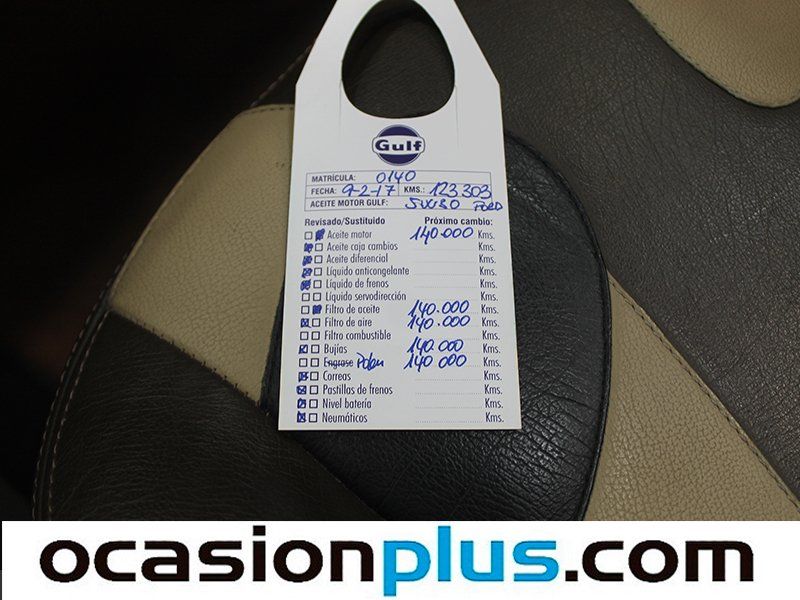 Gulf
MATRÍCULA: 0140
FECHA: 9-2-17 KMS.: 123303
ACEITE MOTOR GULF: 5W30 FORD
Revisado/Sustituido Próximo cambio:
Aceite motor 140.000 Kms.
Aceite caja cambios Kms.
Aceite diferencial Kms.
Líquido anticongelante Kms.
Líquido de frenos Kms.
Líquido servodirección Kms.
Filtro de aceite 140.000 Kms.
Filtro de aire 140.000 Kms.
Filtro combustible Kms.
Bujías 140.000 Kms.
Engrase 140.000 Kms.
Correas Kms.
Pastillas de frenos Kms.
Nivel batería Kms.
Neumáticos Kms.
ocasionplus.com